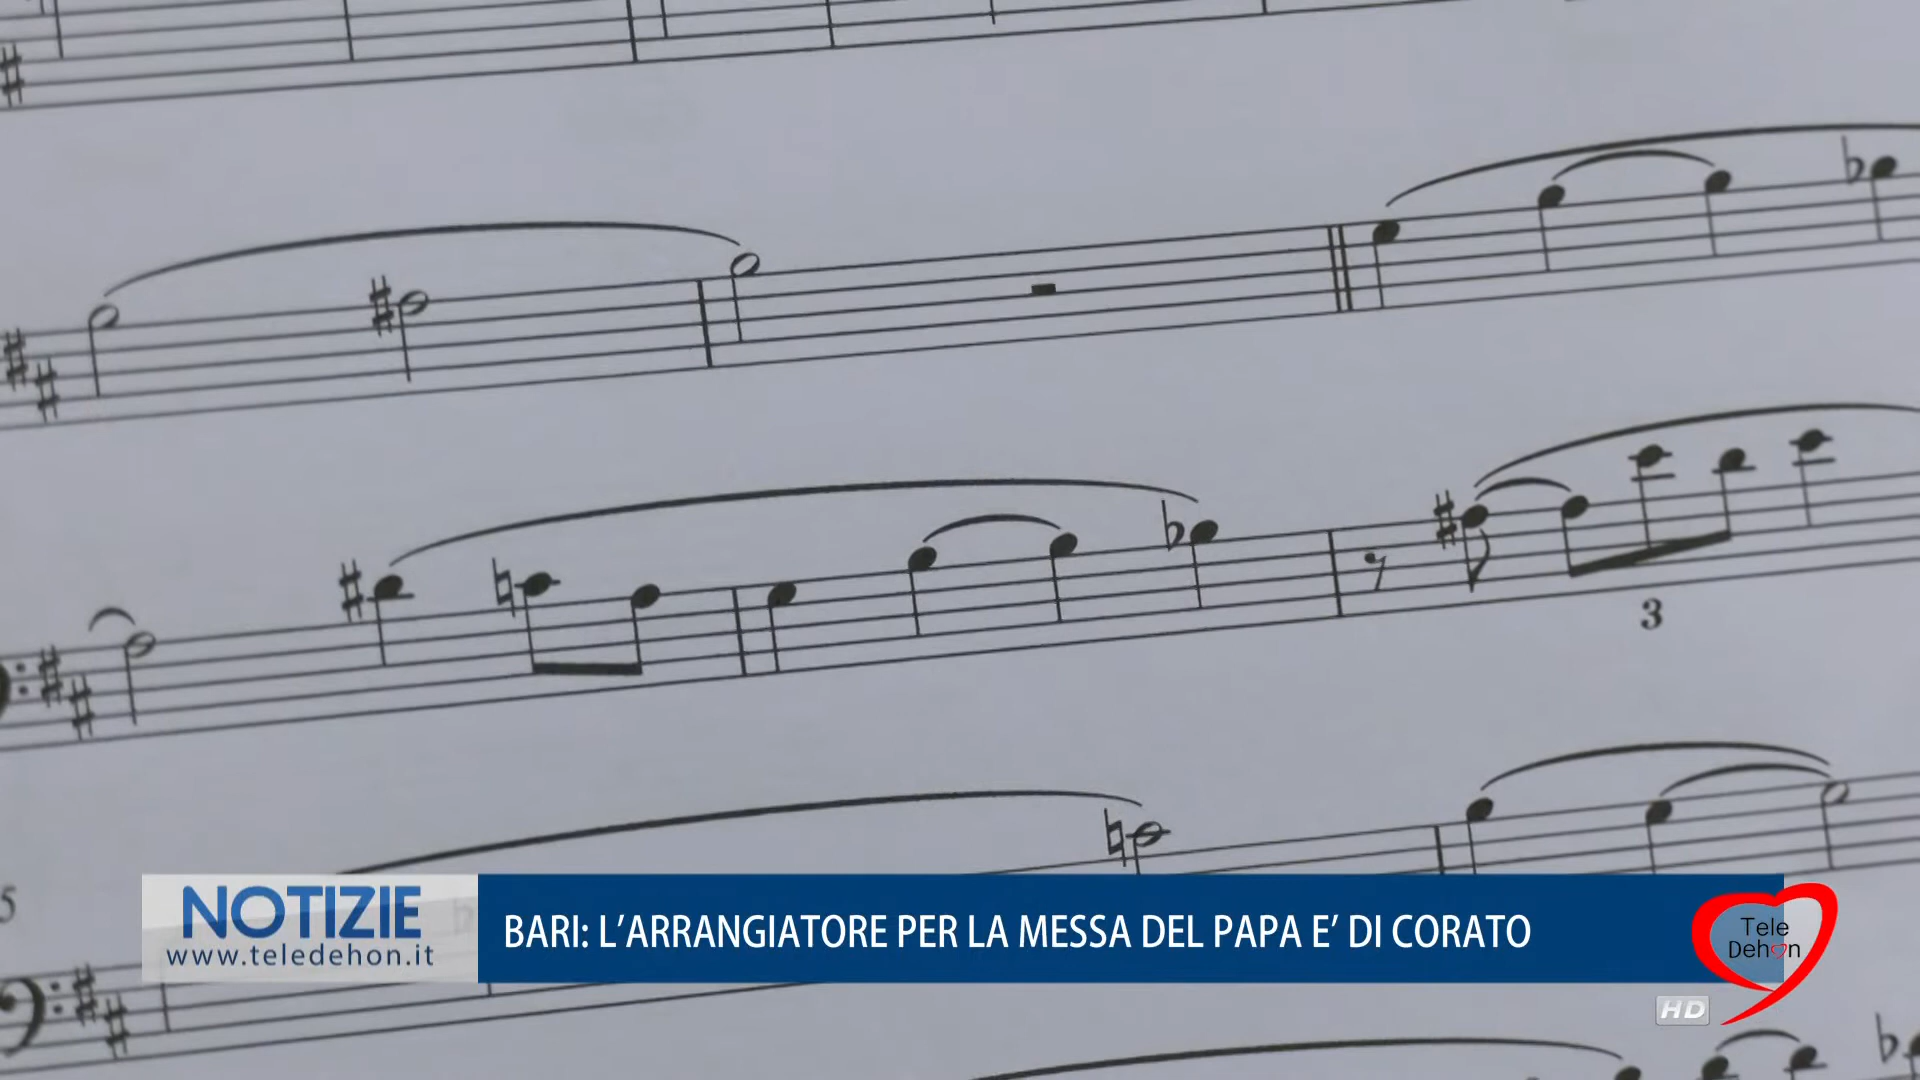 3
5
NOTIZIE
www.teledehon.it
BARI: L'ARRANGIATORE PER LA MESSA DEL PAPA E' DI CORATO
Tele
Dehon
HD